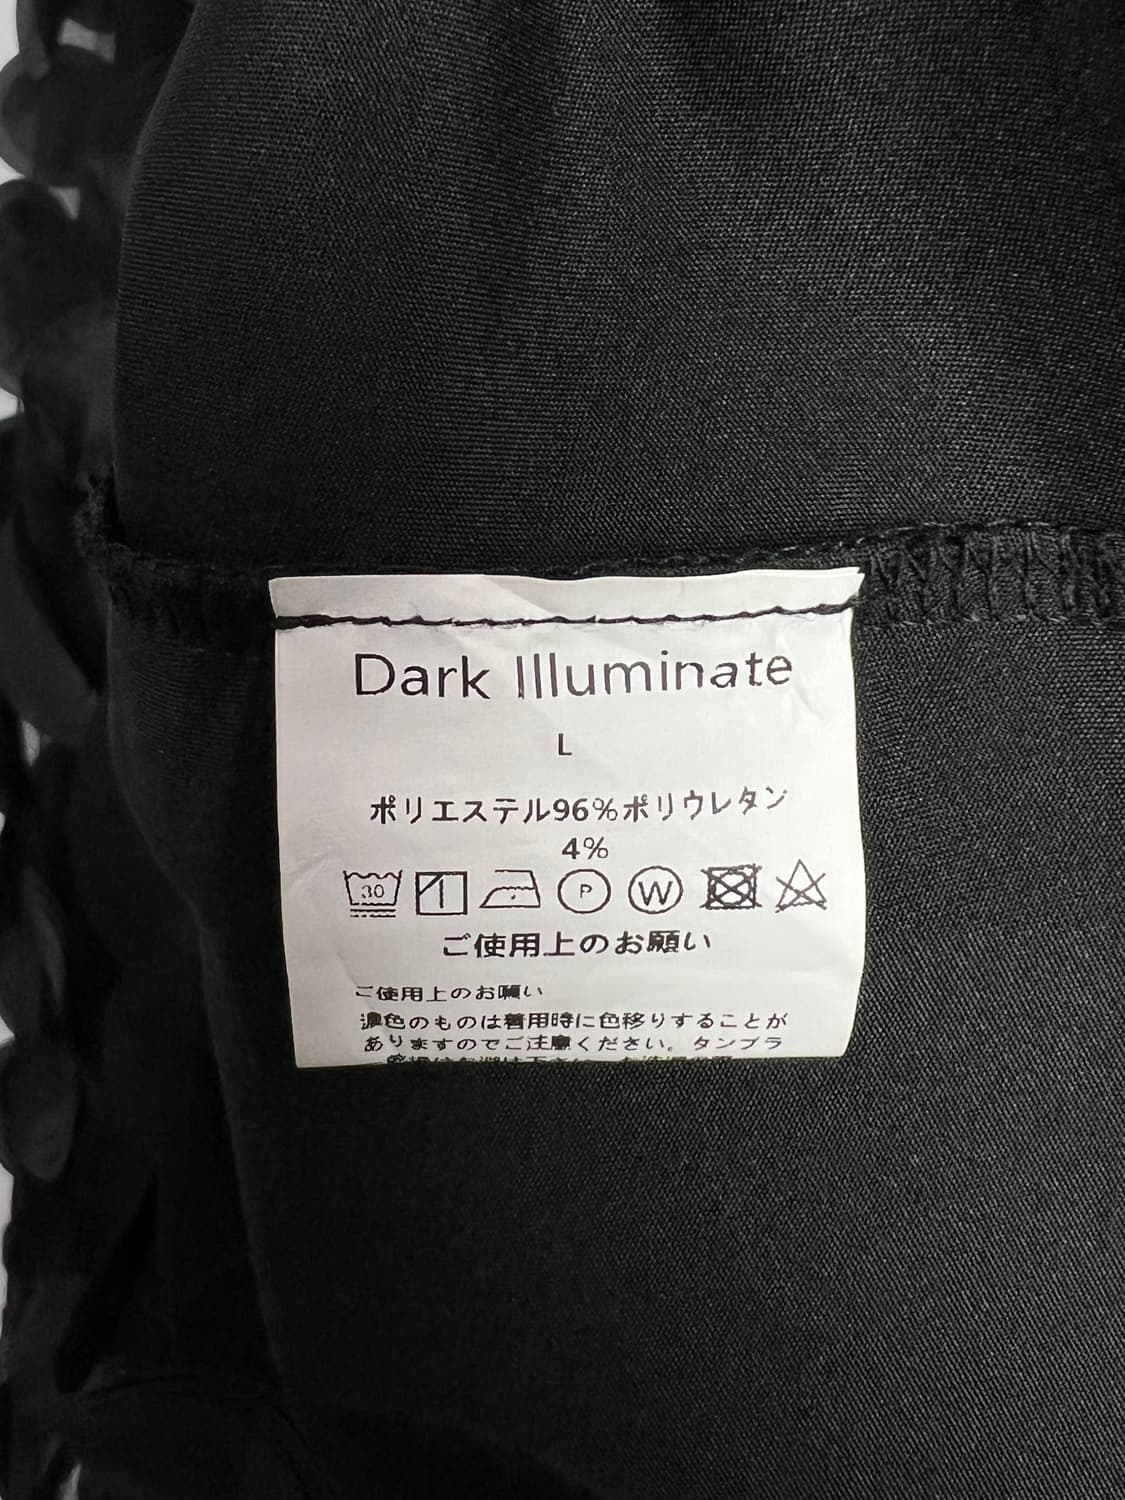 Dark Illuminate
L
ポリエステル96%ポリウレタン
4%
30 P W
ご使用上のお願い
ご使用上のお願い
濃色のものは着用時に色移りすることが
ありますのでご注意ください。タンブラ